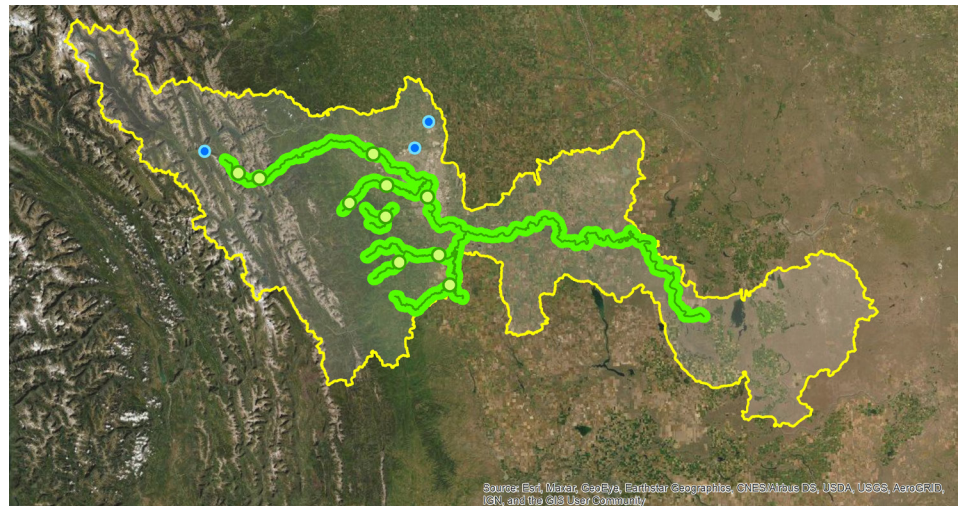 Source: Esri, Maxar, GeoEye, Earthstar Geographics, CNES/Airbus DS, USDA, USGS, AeroGRID,
IGN, and the GIS User Community